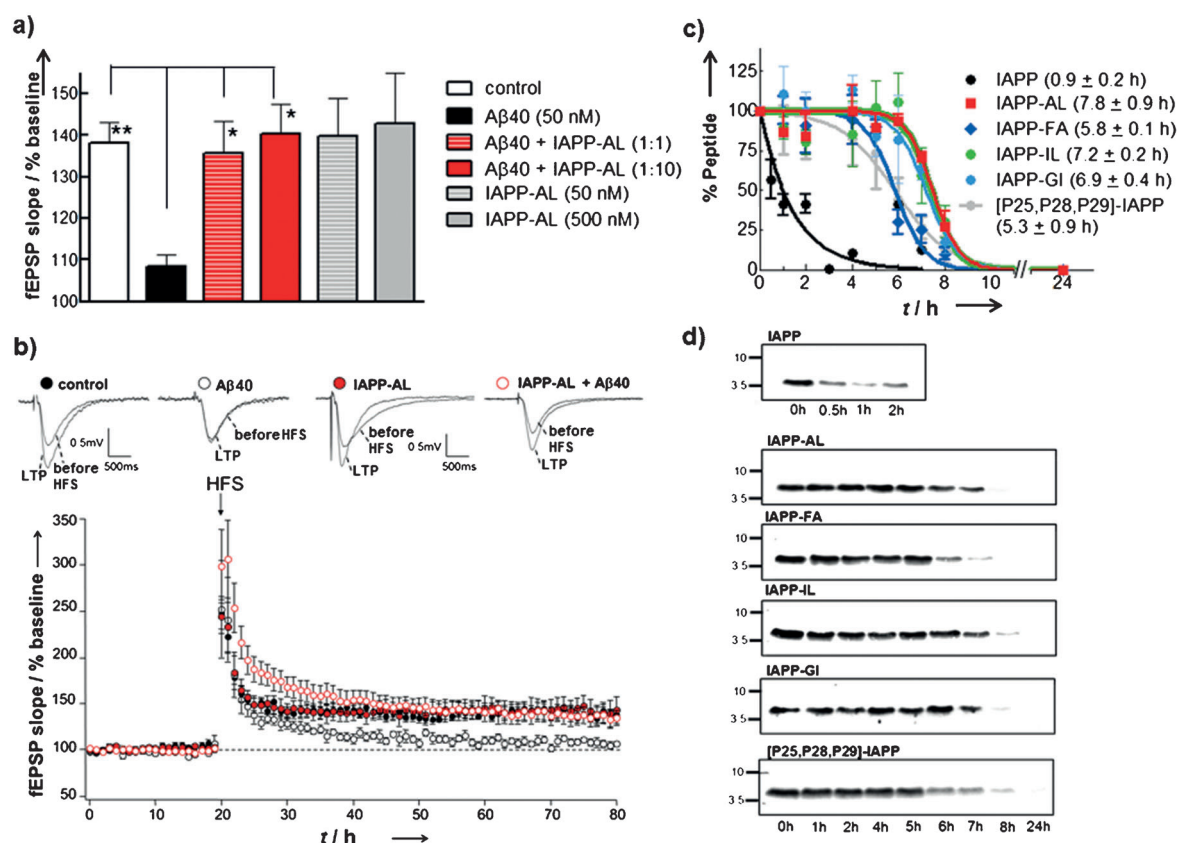 a)
fEPSP slope / % baseline
150
140
130
120
110
100
**
*
*
control
Aβ40 (50 nM)
Aβ40 + IAPP-AL (1:1)
Aβ40 + IAPP-AL (1:10)
IAPP-AL (50 nM)
IAPP-AL (500 nM)
b)
control
Aβ40
IAPP-AL
IAPP-AL + Aβ40
LTP
before
HFS
0 5mV
500ms
before HFS
LTP
before
HFS
LTP
0 5mV
500ms
before
HFS
LTP
HFS
fEPSP slope / % baseline
350
300
250
200
150
100
50
0 10 20 30 40 50 60 70 80
t / h
c)
% Peptide
125
100
75
50
25
0
0 2 4 6 8 10 24
t / h
IAPP (0.9 ± 0.2 h)
IAPP-AL (7.8 ± 0.9 h)
IAPP-FA (5.8 ± 0.1 h)
IAPP-IL (7.2 ± 0.2 h)
IAPP-GI (6.9 ± 0.4 h)
[P25,P28,P29]-IAPP
(5.3 ± 0.9 h)
d)
IAPP
10
3 5
0h 0.5h 1h 2h
IAPP-AL
10
3 5
IAPP-FA
10
3 5
IAPP-IL
10
3 5
IAPP-GI
10
3 5
[P25,P28,P29]-IAPP
10
3 5
0h 1h 2h 4h 5h 6h 7h 8h 24h